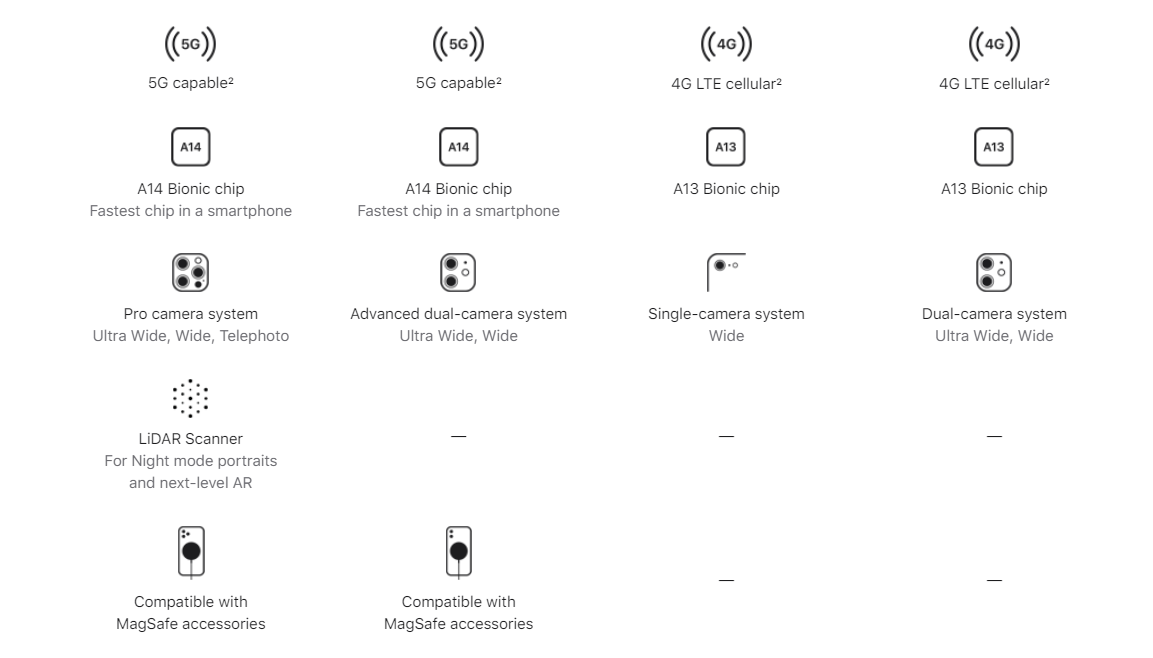 5G 5G 4G 4G
5G capable² 5G capable² 4G LTE cellular² 4G LTE cellular²
A14 A14 A13 A13
A14 Bionic chip A14 Bionic chip A13 Bionic chip A13 Bionic chip
Fastest chip in a smartphone Fastest chip in a smartphone
Pro camera system Advanced dual-camera system Single-camera system Dual-camera system
Ultra Wide, Wide, Telephoto Ultra Wide, Wide Wide Ultra Wide, Wide
LiDAR Scanner — — —
For Night mode portraits
and next-level AR
— —
Compatible with Compatible with
MagSafe accessories MagSafe accessories